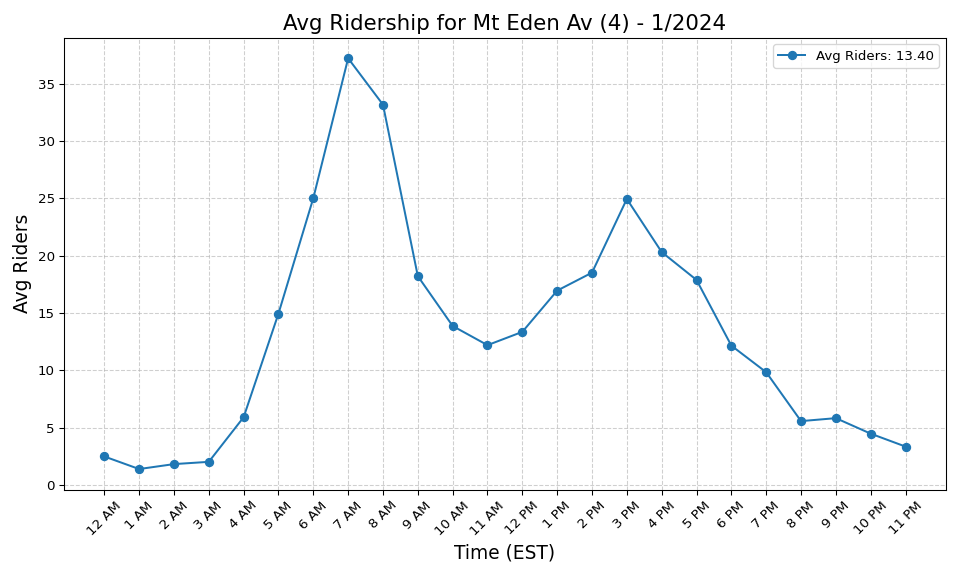 Avg Ridership for Mt Eden Av (4) - 1/2024
Avg Riders: 13.40
Avg Riders
35
30
25
20
15
10
5
0
12 AM
1 AM
2 AM
3 AM
4 AM
5 AM
6 AM
7 AM
8 AM
9 AM
10 AM
11 AM
12 PM
1 PM
2 PM
3 PM
4 PM
5 PM
6 PM
7 PM
8 PM
9 PM
10 PM
11 PM
Time (EST)